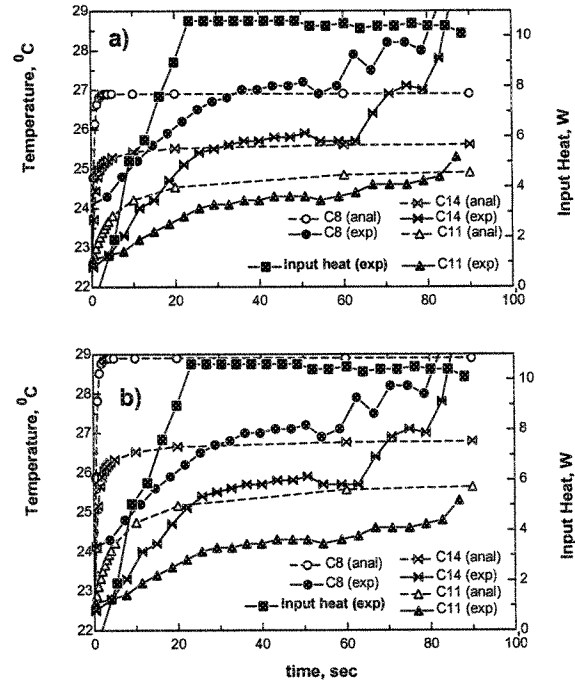 a)
Temperature, ⁰C
29
28
27
26
25
24
23
22
0
20
40
60
80
100
10
8
6
4
2
0
Input Heat, W
C8 (anal)
C8 (exp)
C14 (anal)
C14 (exp)
C11 (anal)
C11 (exp)
Input heat (exp)
b)
Temperature, ⁰C
29
28
27
26
25
24
23
22
0
20
40
60
80
100
10
8
6
4
2
0
Input Heat, W
C8 (anal)
C8 (exp)
C14 (anal)
C14 (exp)
C11 (anal)
C11 (exp)
Input heat (exp)
time, sec